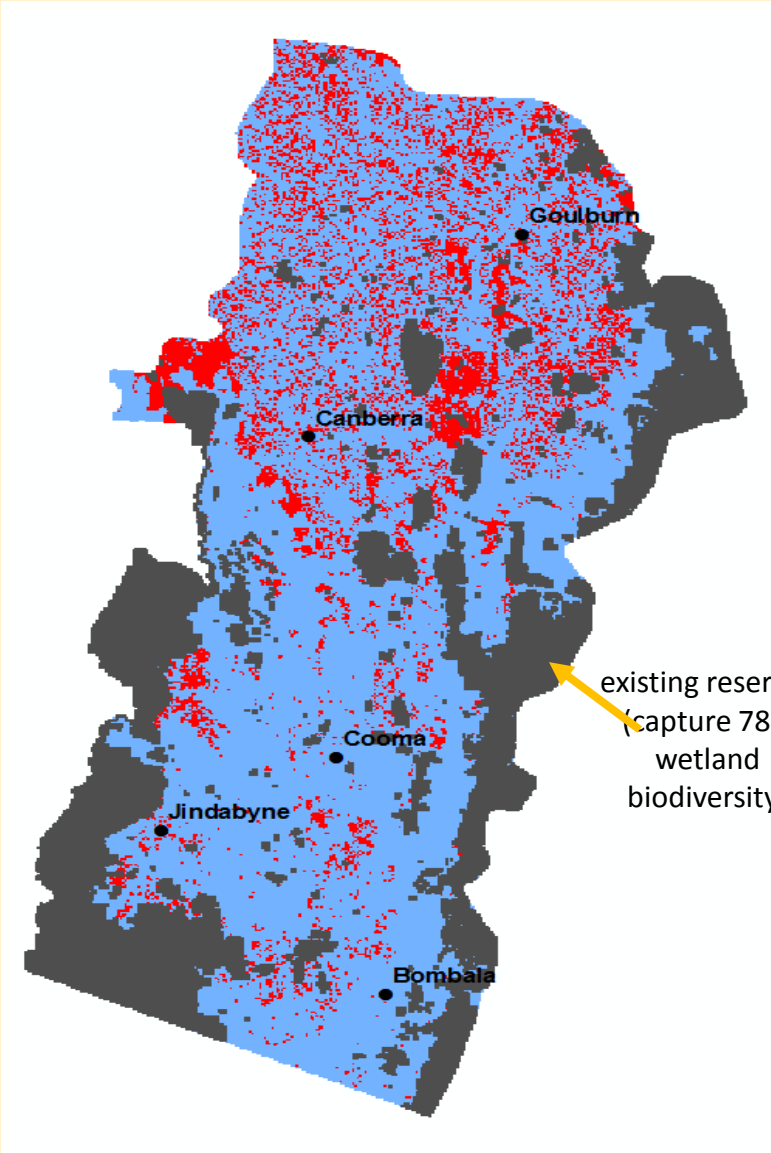 Goulburn
Canberra
existing reser
(capture 78
wetland
biodiversity
Cooma
Jindabyne
Bombala